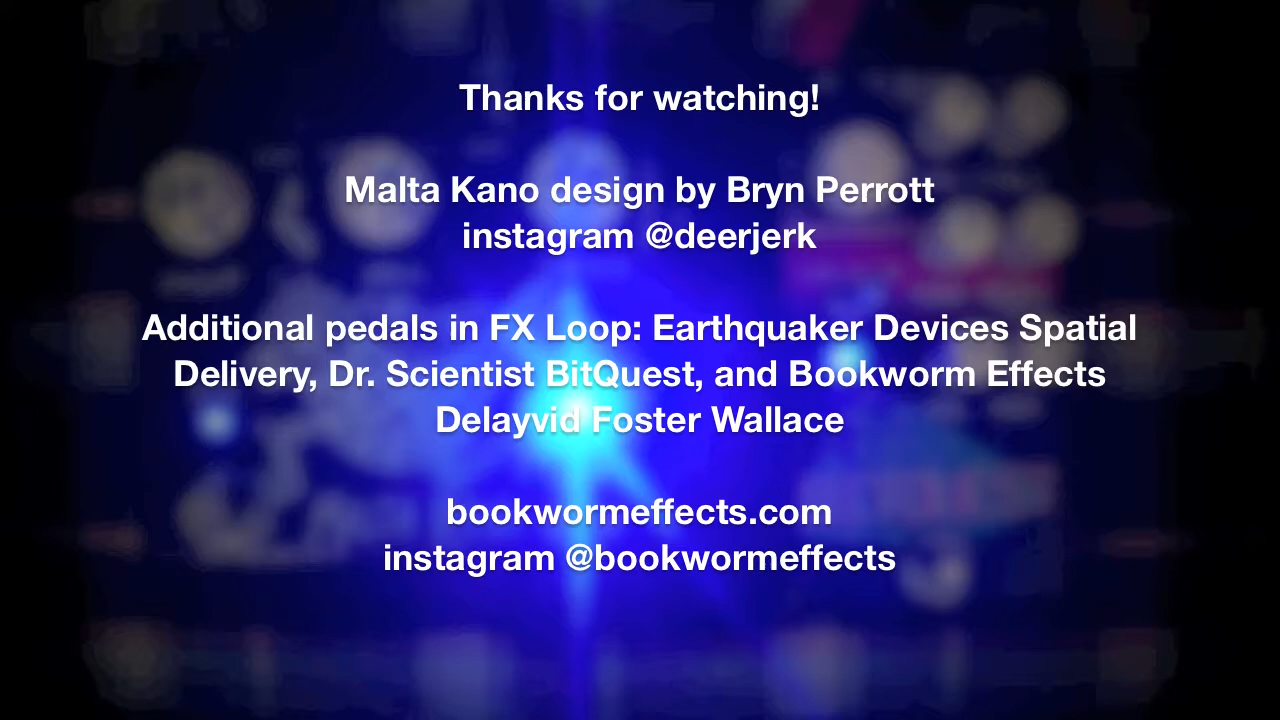 Thanks for watching!
Malta Kano design by Bryn Perrott
instagram @deerjerk
Additional pedals in FX Loop: Earthquaker Devices Spatial
Delivery, Dr. Scientist BitQuest, and Bookworm Effects
Delayvid Foster Wallace
bookwormeffects.com
instagram @bookwormeffects